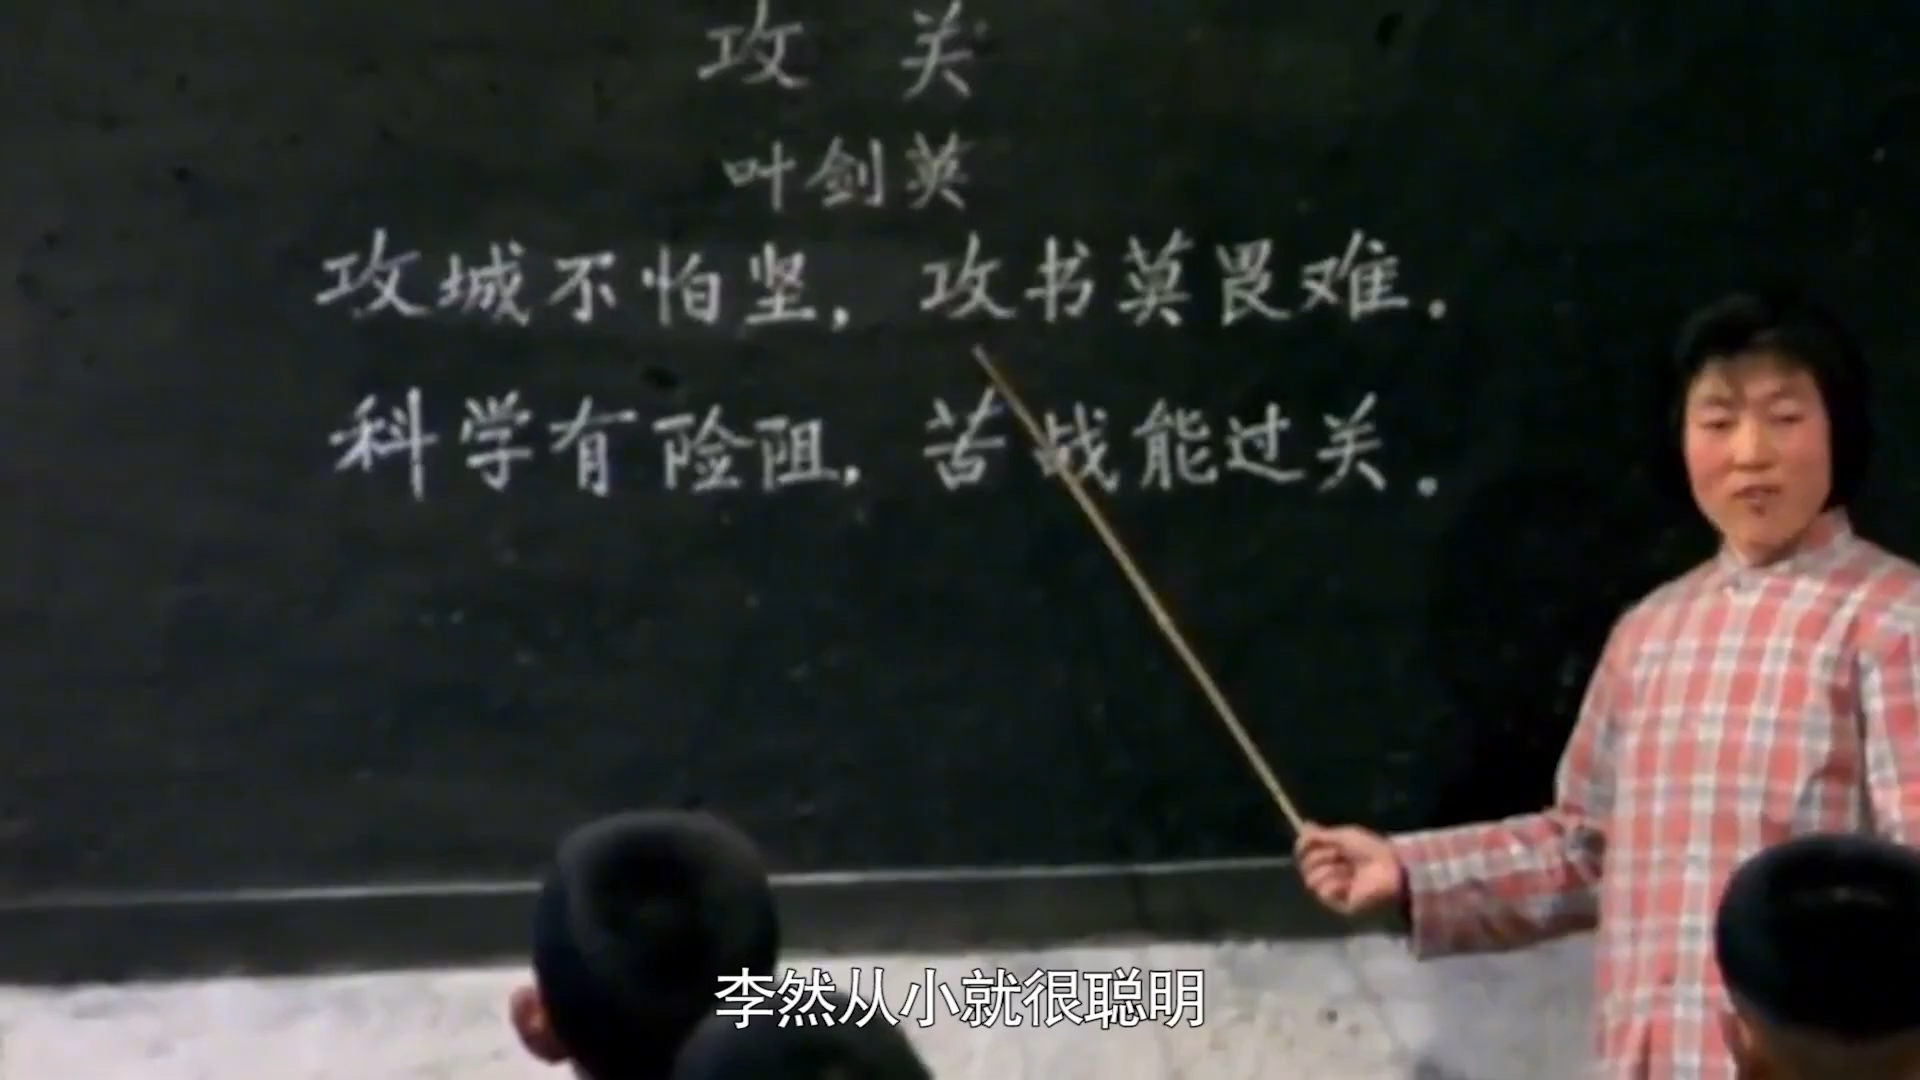 攻 关
叶剑英
攻城不怕坚，攻书莫畏难。
科学有险阻，苦战能过关。
李然从小就很聪明